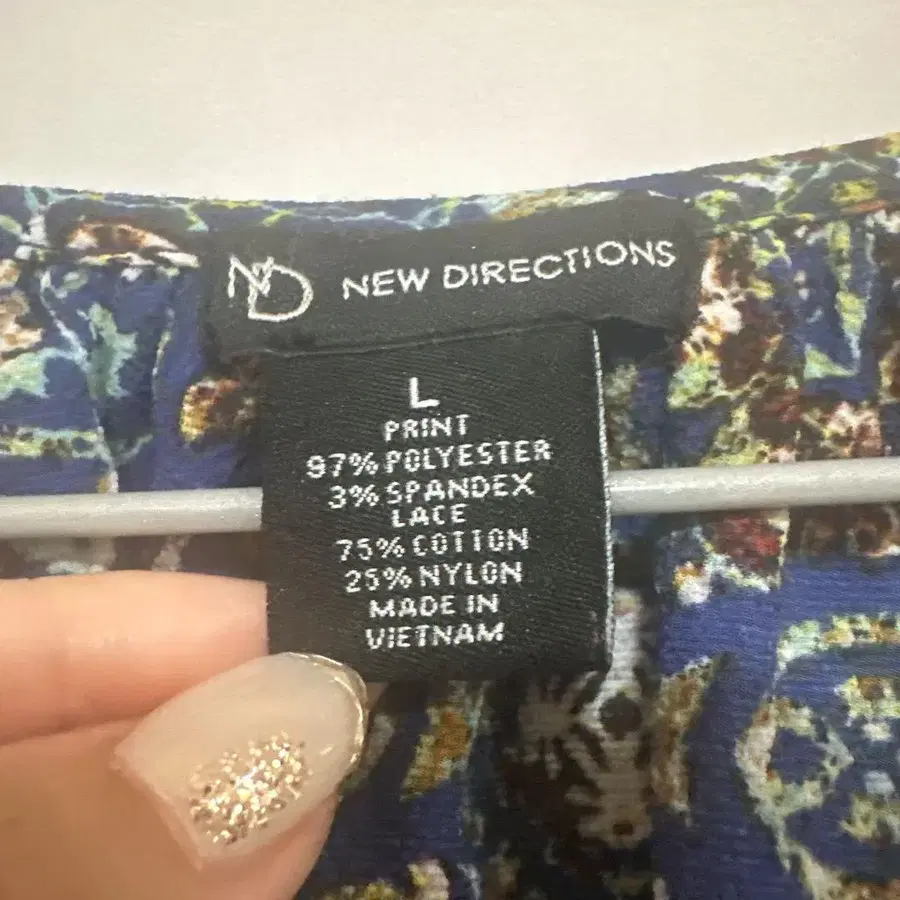 ND NEW DIRECTIONS
L
PRINT
97% POLYESTER
3% SPANDEX
LACE
75% COTTON
25% NYLON
MADE IN
VIETNAM